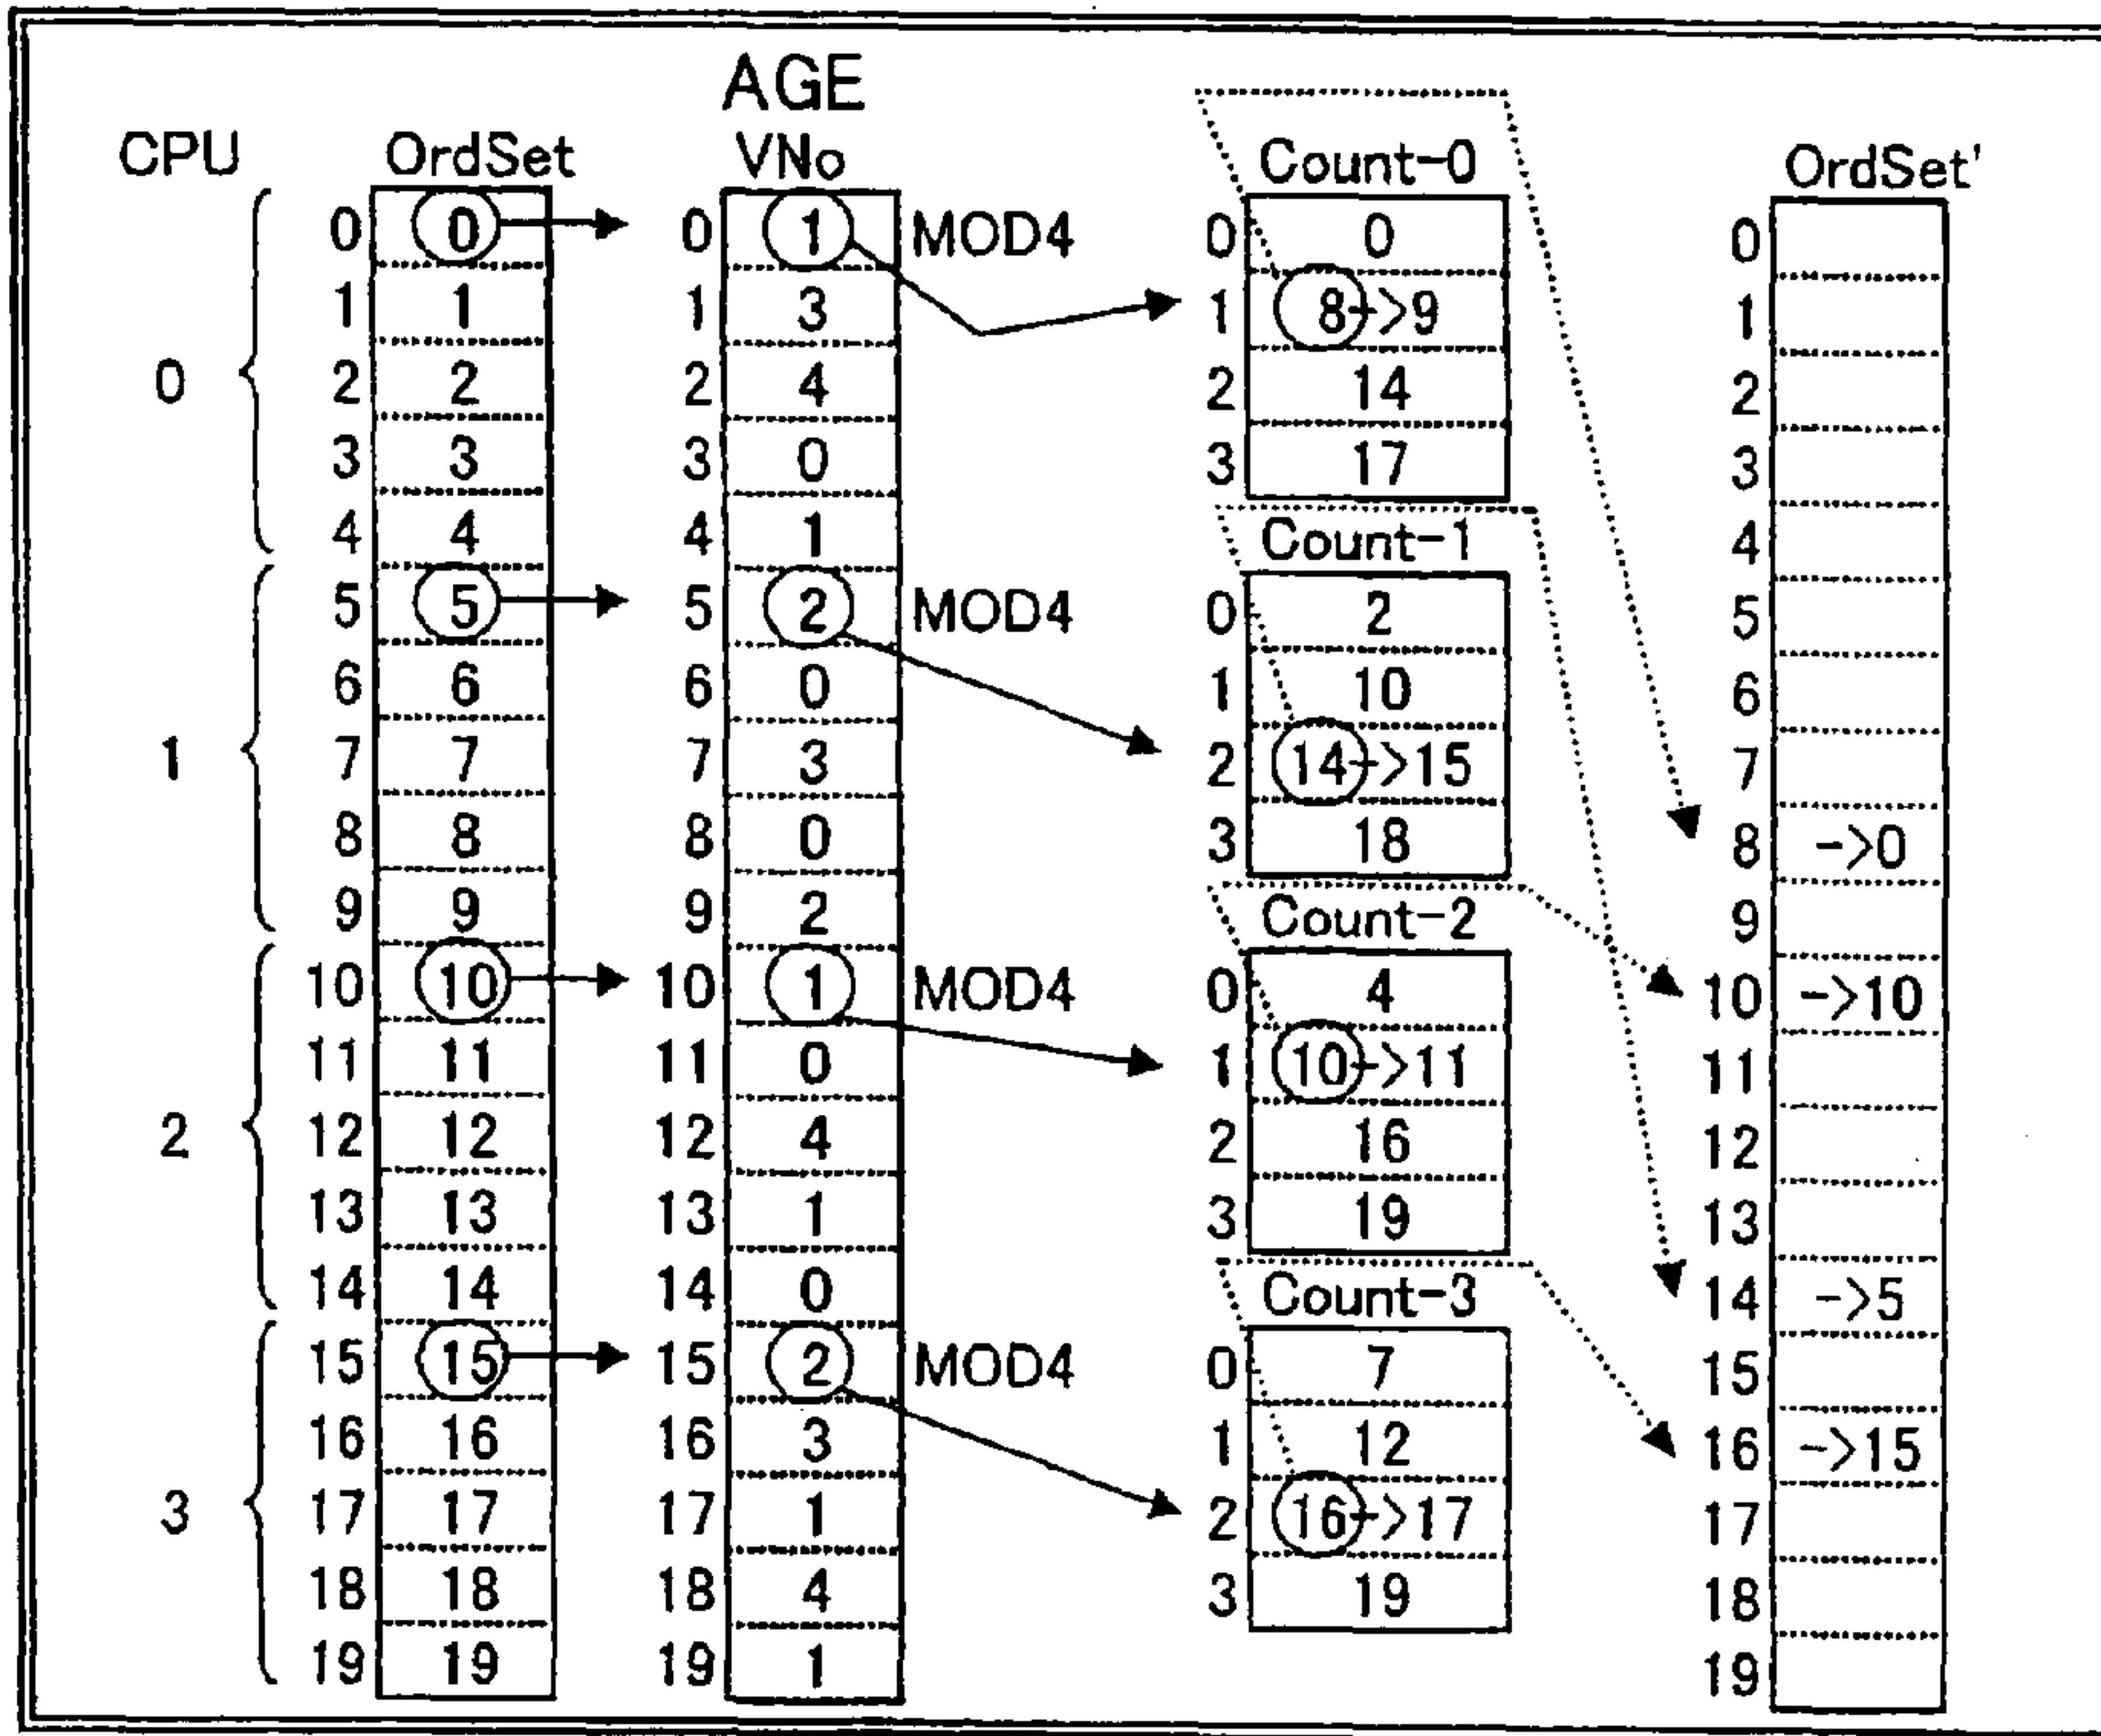 AGE
CPU OrdSet VNo Count-0 OrdSet'
0 0 0 1 MOD4 0 0 0
1 1 1 3 1 8->9 1
0 2 2 2 4 2 14 2
3 3 3 0 3 17 3
4 4 4 1 Count-1 4
5 5 5 2 MOD4 0 2 5
6 6 6 0 1 10 6
1 7 7 7 3 2 14->15 7
8 8 8 0 3 18 8 ->0
9 9 9 2 Count-2 9
10 10 10 1 MOD4 0 4 10 ->10
11 11 11 0 1 10->11 11
2 12 12 12 4 2 16 12
13 13 13 1 3 19 13
14 14 14 0 Count-3 14 ->5
15 15 15 2 MOD4 0 7 15
16 16 16 3 1 12 16 ->15
3 17 17 17 1 2 16->17 17
18 18 18 4 3 19 18
19 19 19 1 19